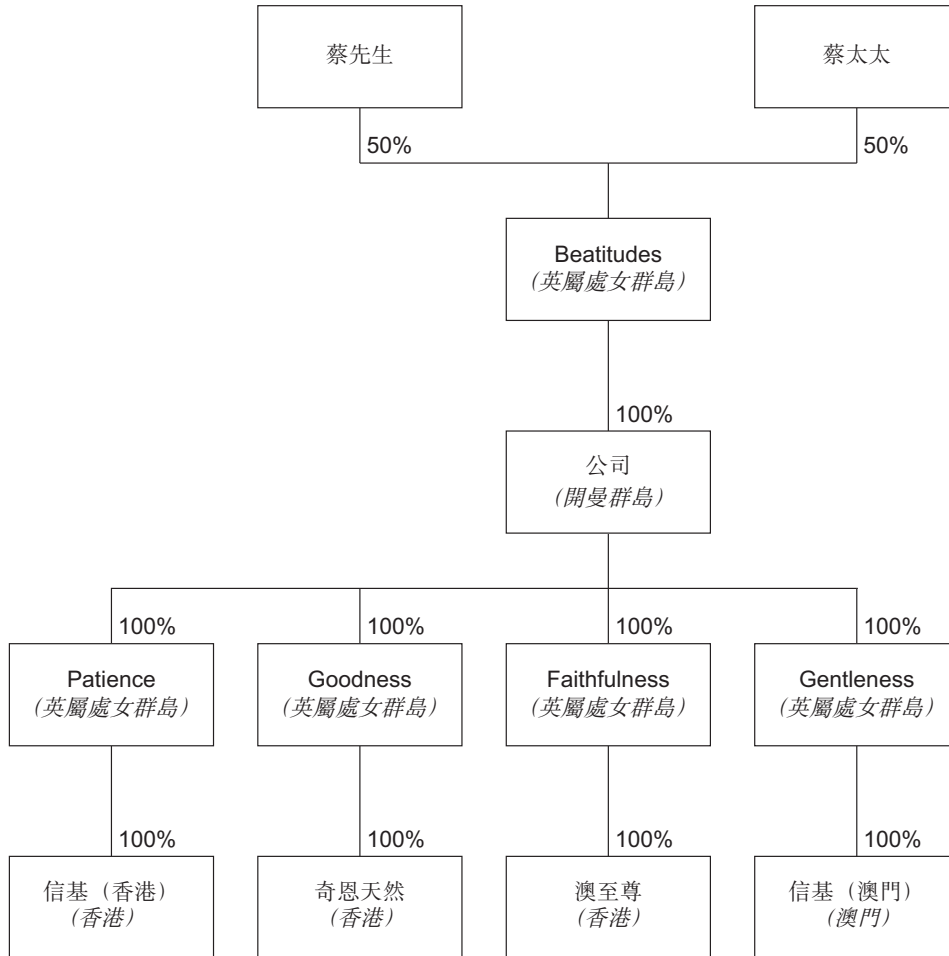 蔡先生
蔡太太
50%
50%
Beatitudes
(英屬處女群島)
100%
公司
(開曼群島)
100%
100%
100%
100%
Patience
(英屬處女群島)
Goodness
(英屬處女群島)
Faithfulness
(英屬處女群島)
Gentleness
(英屬處女群島)
100%
100%
100%
100%
信基(香港)
(香港)
奇恩天然
(香港)
澳至尊
(香港)
信基(澳門)
(澳門)